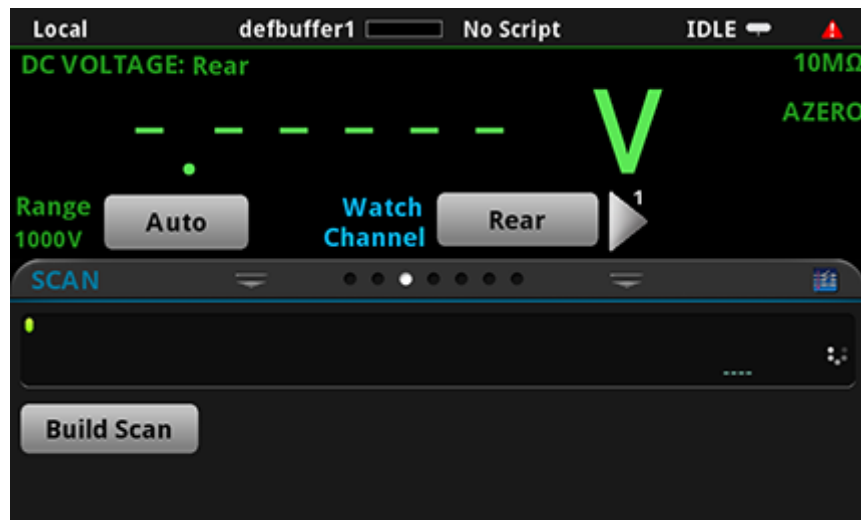 Local defbuffer1 No Script IDLE
DC VOLTAGE: Rear 10MΩ
AZERO
-.----- V
Range Auto Watch Rear 1
1000V Channel
SCAN
----
Build Scan